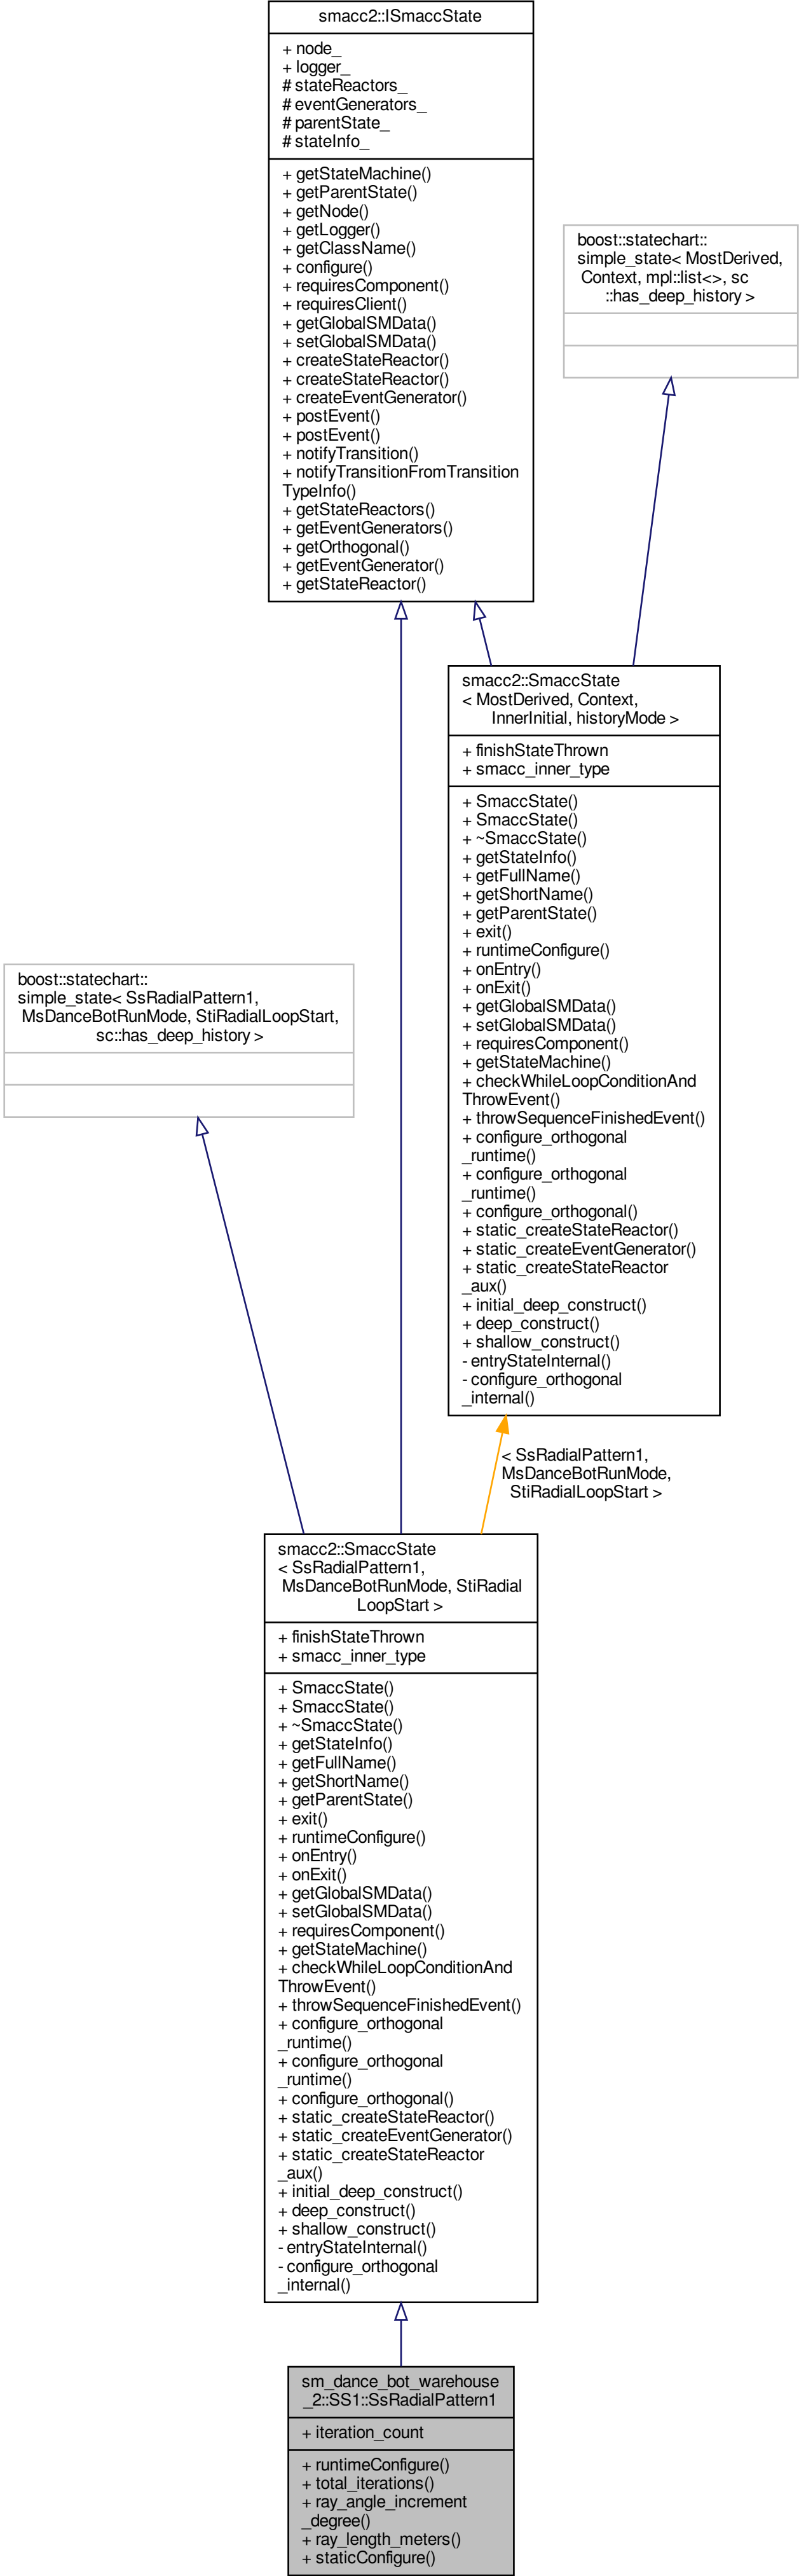 smacc2::ISmaccState
+ node_
+ logger_
# stateReactors_
# eventGenerators_
# parentState_
# stateInfo_
+ getStateMachine()
+ getParentState()
+ getNode()
+ getLogger()
+ getClassName()
+ configure()
+ requiresComponent()
+ requiresClient()
+ getGlobalSMData()
+ setGlobalSMData()
+ createStateReactor()
+ createStateReactor()
+ createEventGenerator()
+ postEvent()
+ postEvent()
+ notifyTransition()
+ notifyTransitionFromTransition
TypeInfo()
+ getStateReactors()
+ getEventGenerators()
+ getOrthogonal()
+ getEventGenerator()
+ getStateReactor()
boost::statechart::
simple_state< MostDerived,
Context, mpl::list<>, sc
::has_deep_history >
smacc2::SmaccState
< MostDerived, Context,
InnerInitial, historyMode >
+ finishStateThrown
+ smacc_inner_type
+ SmaccState()
+ SmaccState()
+ ~SmaccState()
+ getStateInfo()
+ getFullName()
+ getShortName()
+ getParentState()
+ exit()
+ runtimeConfigure()
+ onEntry()
+ onExit()
+ getGlobalSMData()
+ setGlobalSMData()
+ requiresComponent()
+ getStateMachine()
+ checkWhileLoopConditionAnd
ThrowEvent()
+ throwSequenceFinishedEvent()
+ configure_orthogonal
_runtime()
+ configure_orthogonal
_runtime()
+ configure_orthogonal()
+ static_createStateReactor()
+ static_createEventGenerator()
+ static_createStateReactor
_aux()
+ initial_deep_construct()
+ deep_construct()
+ shallow_construct()
- entryStateInternal()
- configure_orthogonal
_internal()
boost::statechart::
simple_state< SsRadialPattern1,
MsDanceBotRunMode, StiRadialLoopStart,
sc::has_deep_history >
< SsRadialPattern1,
MsDanceBotRunMode,
StiRadialLoopStart >
smacc2::SmaccState
< SsRadialPattern1,
MsDanceBotRunMode, StiRadial
LoopStart >
+ finishStateThrown
+ smacc_inner_type
+ SmaccState()
+ SmaccState()
+ ~SmaccState()
+ getStateInfo()
+ getFullName()
+ getShortName()
+ getParentState()
+ exit()
+ runtimeConfigure()
+ onEntry()
+ onExit()
+ getGlobalSMData()
+ setGlobalSMData()
+ requiresComponent()
+ getStateMachine()
+ checkWhileLoopConditionAnd
ThrowEvent()
+ throwSequenceFinishedEvent()
+ configure_orthogonal
_runtime()
+ configure_orthogonal
_runtime()
+ configure_orthogonal()
+ static_createStateReactor()
+ static_createEventGenerator()
+ static_createStateReactor
_aux()
+ initial_deep_construct()
+ deep_construct()
+ shallow_construct()
- entryStateInternal()
- configure_orthogonal
_internal()
sm_dance_bot_warehouse
_2::SS1::SsRadialPattern1
+ iteration_count
+ runtimeConfigure()
+ total_iterations()
+ ray_angle_increment
_degree()
+ ray_length_meters()
+ staticConfigure()